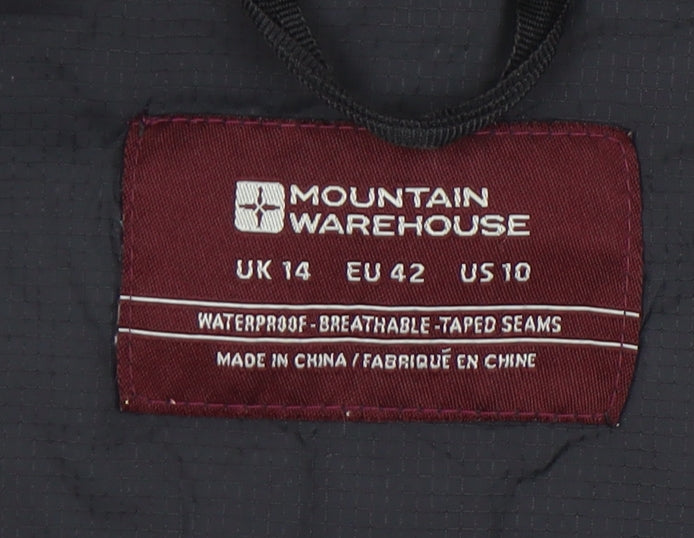 MOUNTAIN
WAREHOUSE
UK 14 EU 42 US 10
WATERPROOF - BREATHABLE - TAPED SEAMS
MADE IN CHINA / FABRIQUÉ EN CHINE